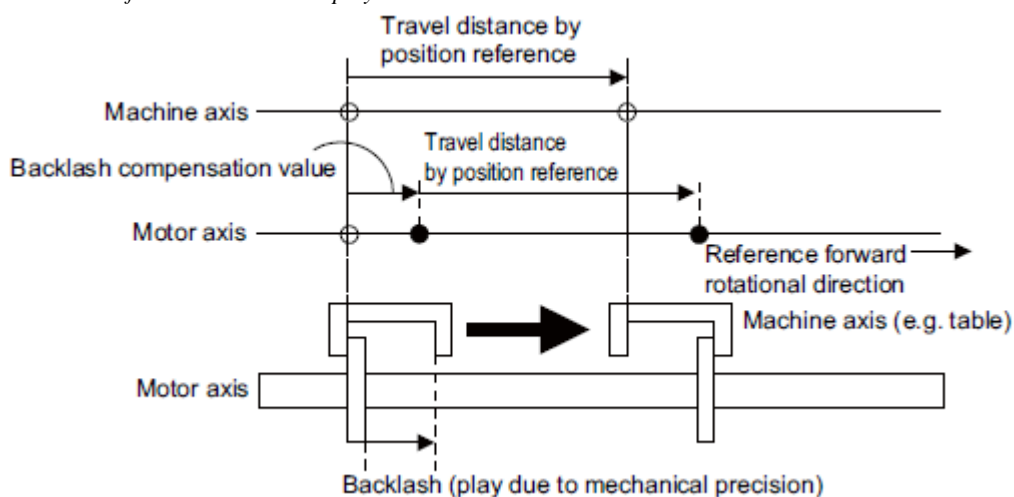 Travel distance by
position reference
Machine axis
Travel distance
by position reference
Backlash compensation value
Motor axis
Reference forward
rotational direction
Machine axis (e.g. table)
Motor axis
Backlash (play due to mechanical precision)